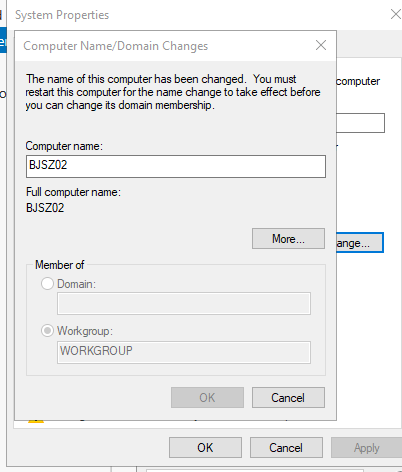 System Properties
Computer Name/Domain Changes
The name of this computer has been changed. You must
restart this computer for the name change to take effect before
you can change its domain membership.
computer
Computer name:
BJSZ02
Full computer name:
BJSZ02
More...
ange...
Member of
Domain:
Workgroup:
WORKGROUP
OK
Cancel
OK
Cancel
Apply